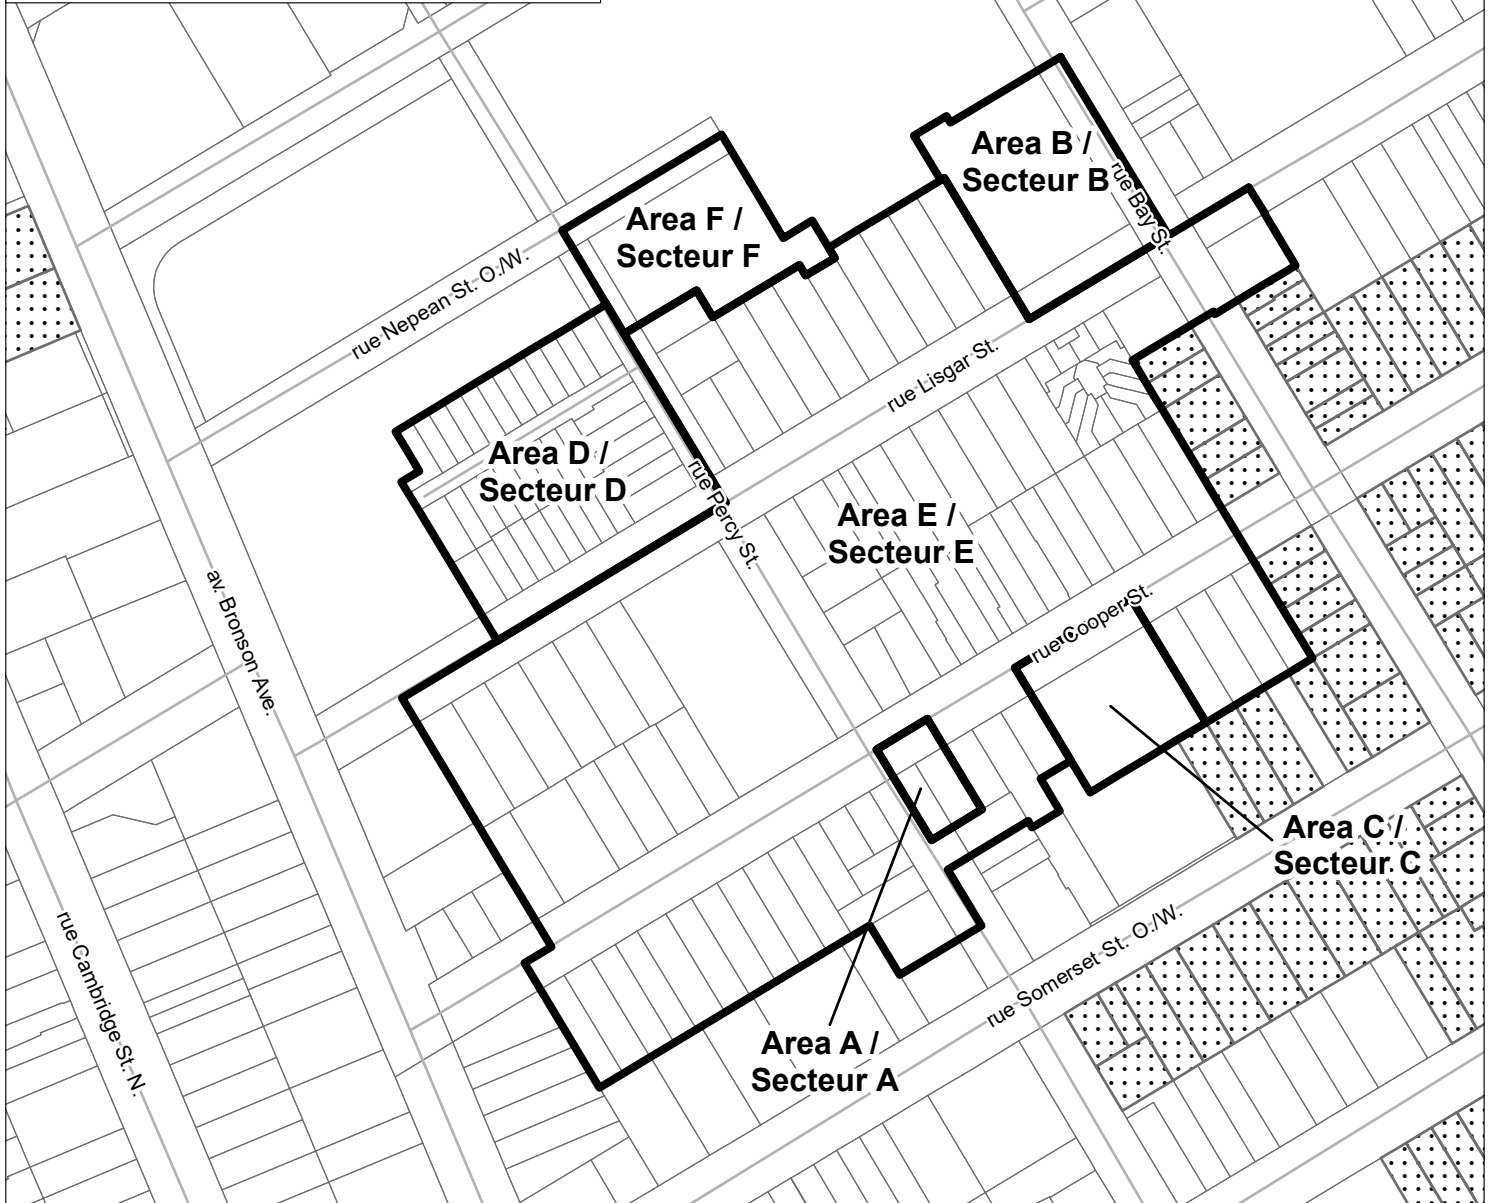 Area B /
Secteur B
rue Bay St.
Area F /
Secteur F
rue Nepean St. O./W.
rue Lisgar St.
Area D /
Secteur D
rue Percy St.
Area E /
Secteur E
av. Bronson Ave.
rue Cooper St.
Area C /
Secteur C
rue Cambridge St. N.
rue Somerset St. O./W.
Area A /
Secteur A